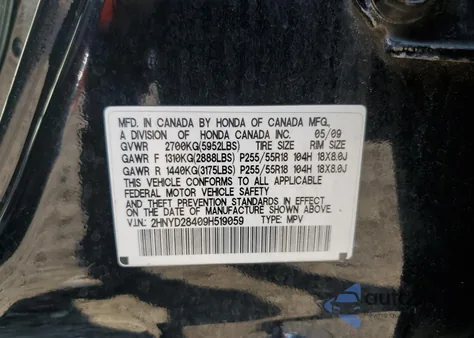 MFD. IN CANADA BY HONDA OF CANADA MFG.,
A DIVISION OF HONDA CANADA INC. 05/09
GVWR 2700KG(5952LBS) TIRE SIZE RIM SIZE
GAWR F 1310KG(2888LBS) P255/55R18 104H 18X8.0J
GAWR R 1440KG(3175LBS) P255/55R18 104H 18X8.0J
THIS VEHICLE CONFORMS TO ALL APPLICABLE
FEDERAL MOTOR VEHICLE SAFETY
AND THEFT PREVENTION STANDARDS IN EFFECT ON
THE DATE OF MANUFACTURE SHOWN ABOVE.
V.I.N.: 2HNYD28409H519059 TYPE: MPV